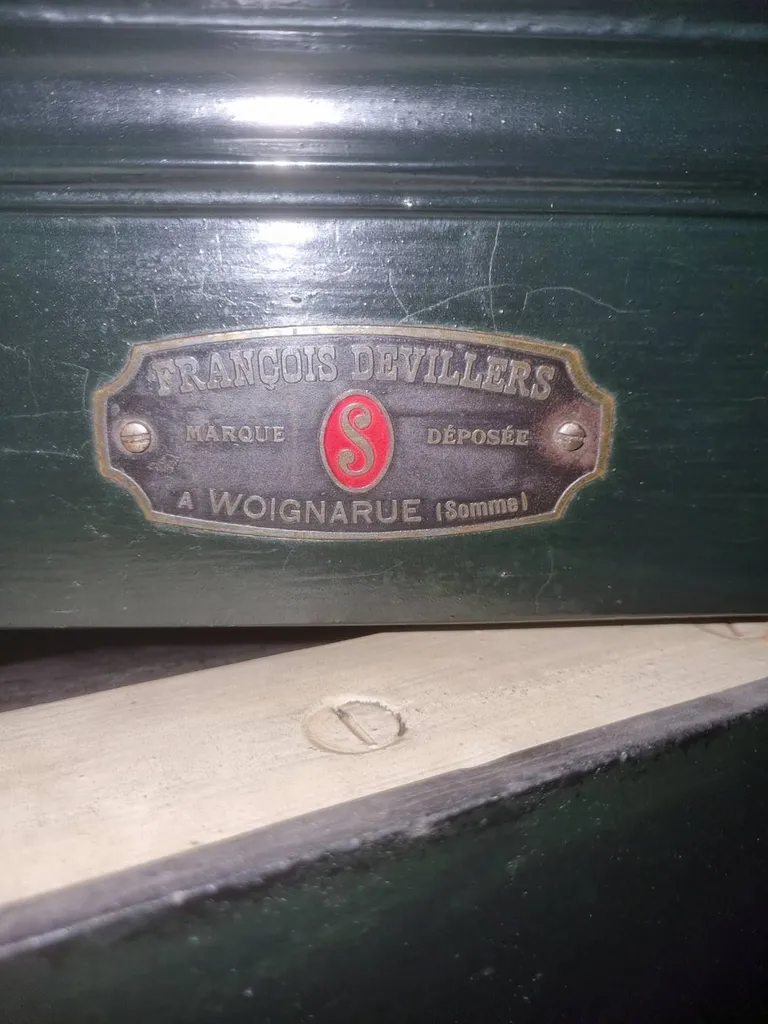 FRANÇOIS DEVILLERS
MARQUE S DÉPOSÉE
A WOIGNARUE (Somme)